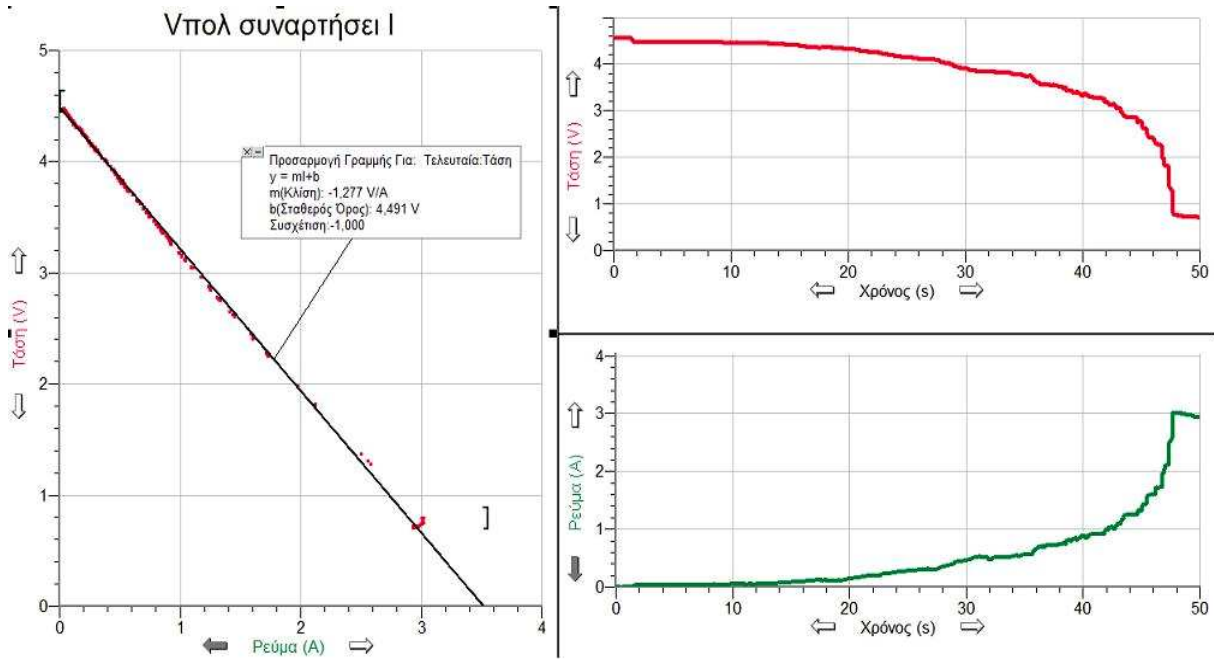 Vπολ συναρτήσει Ι
5
4
3
2
1
0
Τάση (V)
0 1 2 3 4
Ρεύμα (A)
Προσαρμογή Γραμμής Για: Τελευταία:Τάση
y = mI+b
m(Κλίση): -1,277 V/A
b(Σταθερός Όρος): 4,491 V
Συσχέτιση:-1,000
4
3
2
1
0
Τάση (V)
0 10 20 30 40 50
Χρόνος (s)
4
3
2
1
0
Ρεύμα (A)
0 10 20 30 40 50
Χρόνος (s)